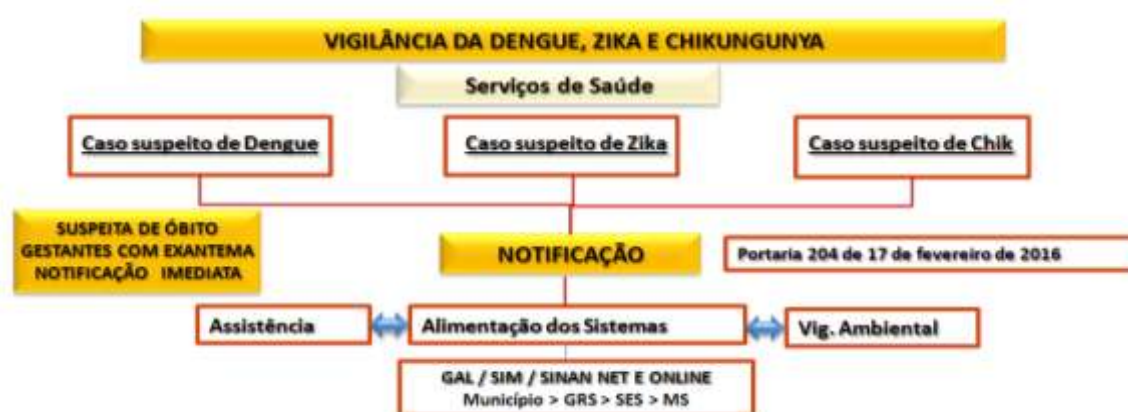 VIGILÂNCIA DA DENGUE, ZIKA E CHIKUNGUNYA
Serviços de Saúde
Caso suspeito de Dengue
Caso suspeito de Zika
Caso suspeito de Chik
SUSPEITA DE ÓBITO
GESTANTES COM EXANTEMA
NOTIFICAÇÃO IMEDIATA
NOTIFICAÇÃO
Portaria 204 de 17 de fevereiro de 2016
Assistência
Alimentação dos Sistemas
Vig. Ambiental
GAL / SIM / SINAN NET E ONLINE
Município > GRS > SES > MS